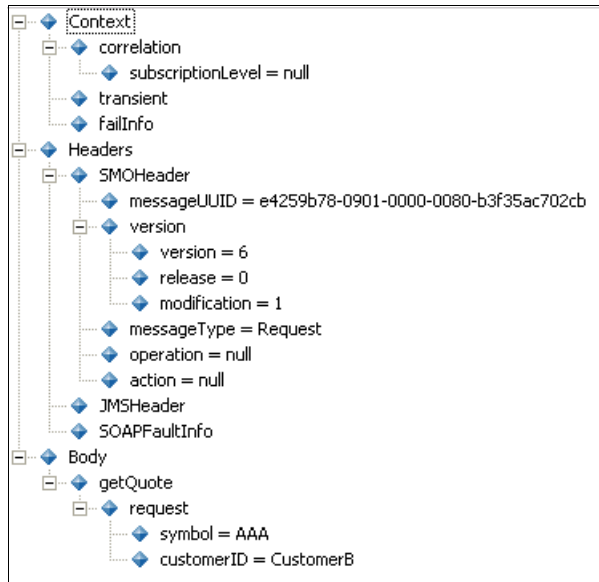 Context
correlation
subscriptionLevel = null
transient
failInfo
Headers
SMOHeader
messageUUID = e4259b78-0901-0000-0080-b3f35ac702cb
version
version = 6
release = 0
modification = 1
messageType = Request
operation = null
action = null
JMSHeader
SOAPFaultInfo
Body
getQuote
request
symbol = AAA
customerID = CustomerB